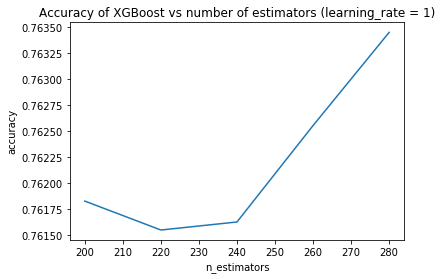 Accuracy of XGBoost vs number of estimators (learning_rate = 1)
0.76350
0.76325
0.76300
0.76275
0.76250
0.76225
0.76200
0.76175
0.76150
accuracy
200 210 220 230 240 250 260 270 280
n_estimators